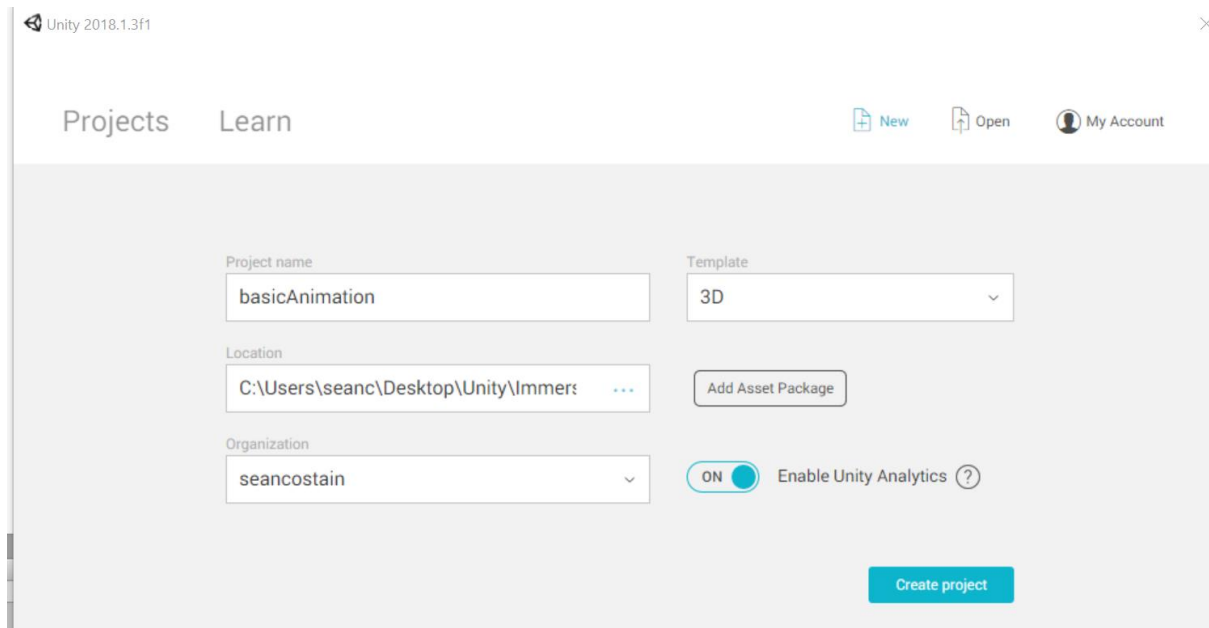 Unity 2018.1.3f1
Projects Learn New Open My Account
Project name Template
basicAnimation 3D
Location
C:\Users\seanc\Desktop\Unity\Immers ... Add Asset Package
Organization
seancostain ON Enable Unity Analytics ?
Create project